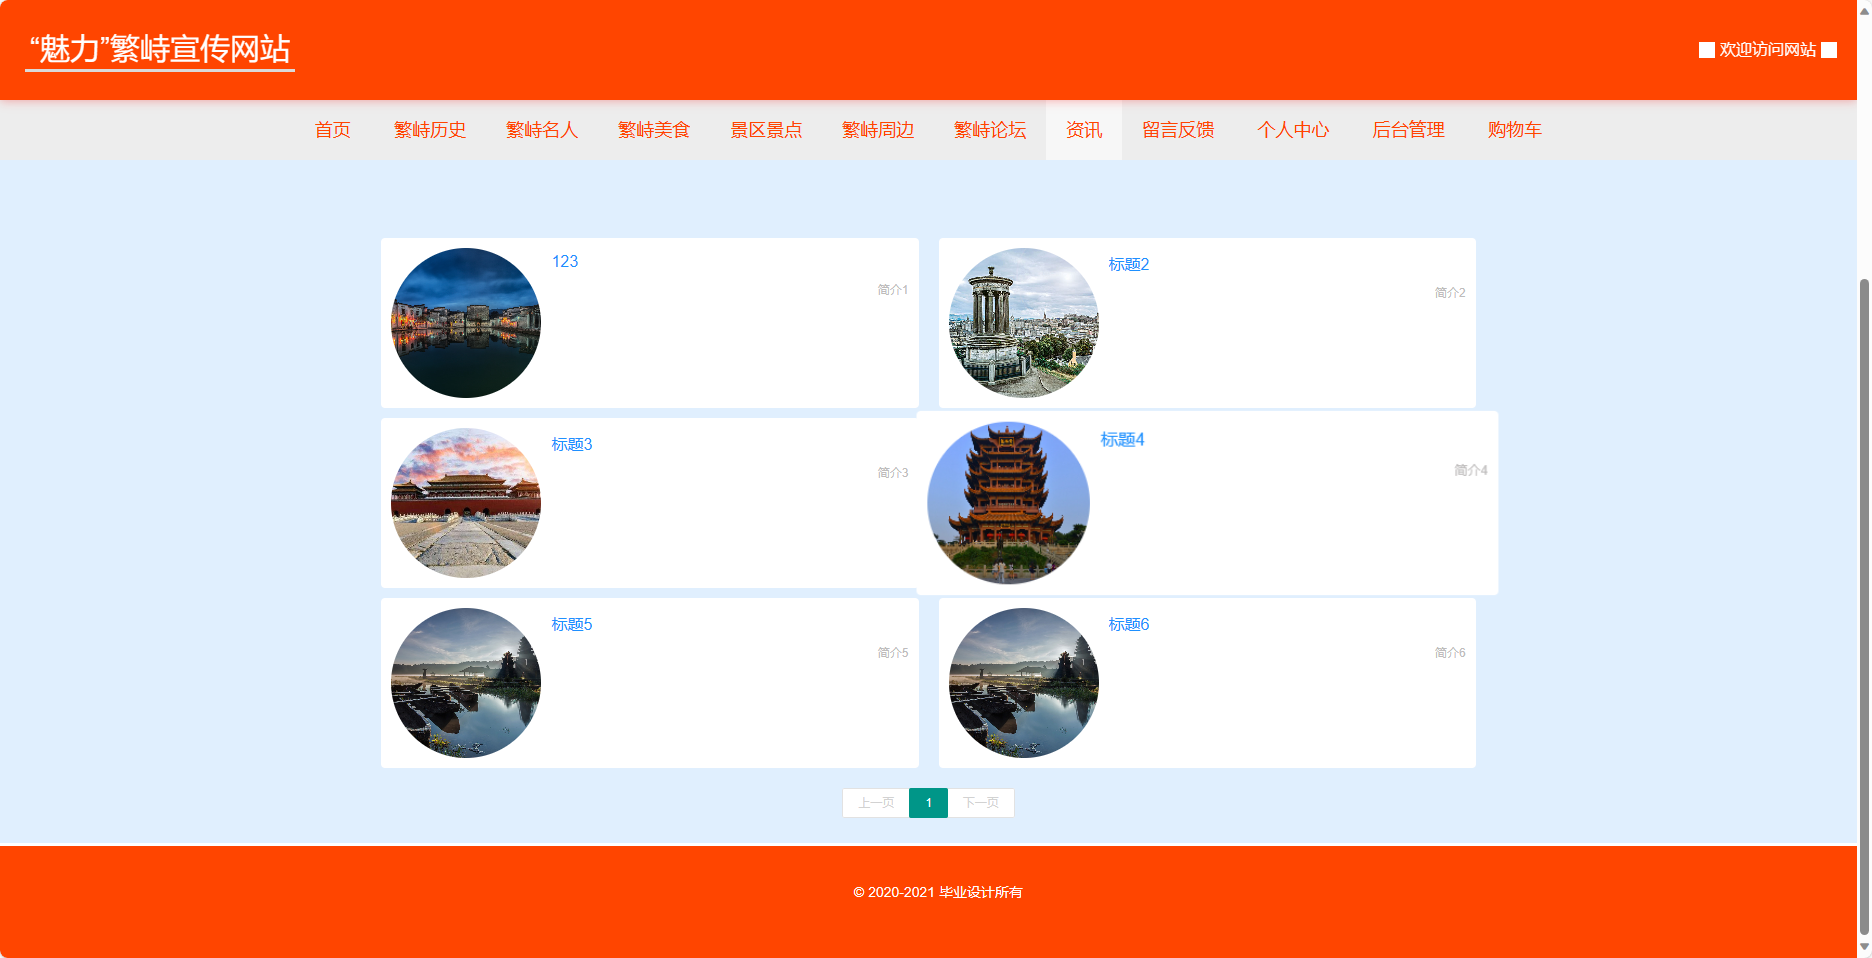 “魅力”繁峙宣传网站
欢迎访问网站
首页 繁峙历史 繁峙名人 繁峙美食 景区景点 繁峙周边 繁峙论坛 资讯 留言反馈 个人中心 后台管理 购物车
123
简介1
标题2
简介2
标题3
简介3
标题4
简介4
标题5
简介5
标题6
简介6
上一页 1 下一页
© 2020-2021 毕业设计所有